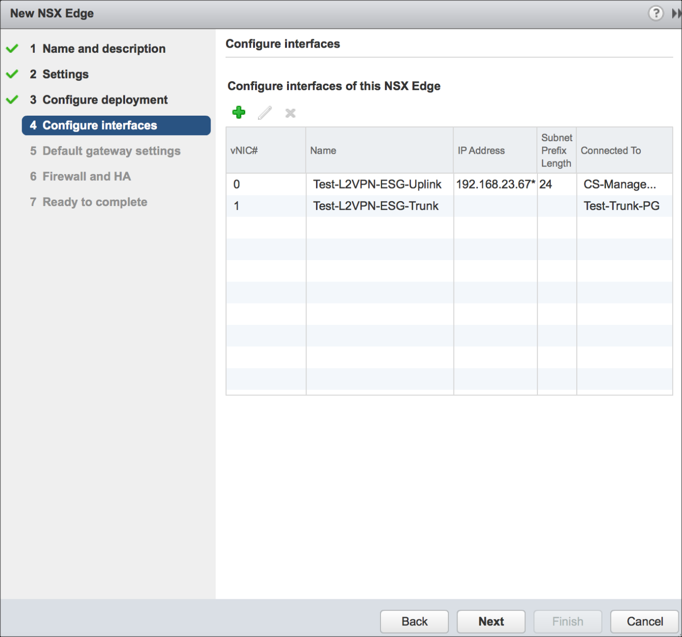 New NSX Edge
?
1 Name and description
2 Settings
3 Configure deployment
4 Configure interfaces
5 Default gateway settings
6 Firewall and HA
7 Ready to complete
Configure interfaces
Configure interfaces of this NSX Edge
vNIC# Name IP Address Subnet Prefix Length Connected To
0 Test-L2VPN-ESG-Uplink 192.168.23.67* 24 CS-Manage...
1 Test-L2VPN-ESG-Trunk Test-Trunk-PG
Back Next Finish Cancel